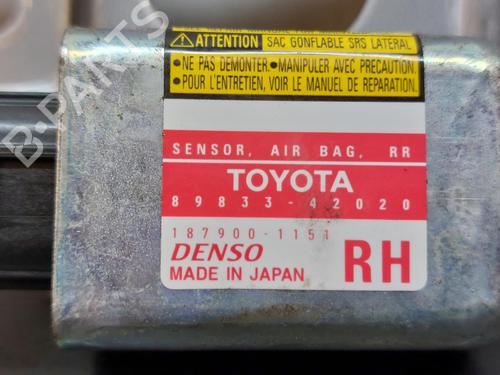 ATTENTION SAC GONFLABLE SRS LATERAL
•NE PAS DEMONTER. •MANIPULER AVEC PRECAUTION.
•POUR L'ENTRETIEN, VOIR LE MANUEL DE REPARATION.
SENSOR, AIR BAG, RR
TOYOTA
89833-42020
187900-1151
DENSO
MADE IN JAPAN
RH
B-PARTS